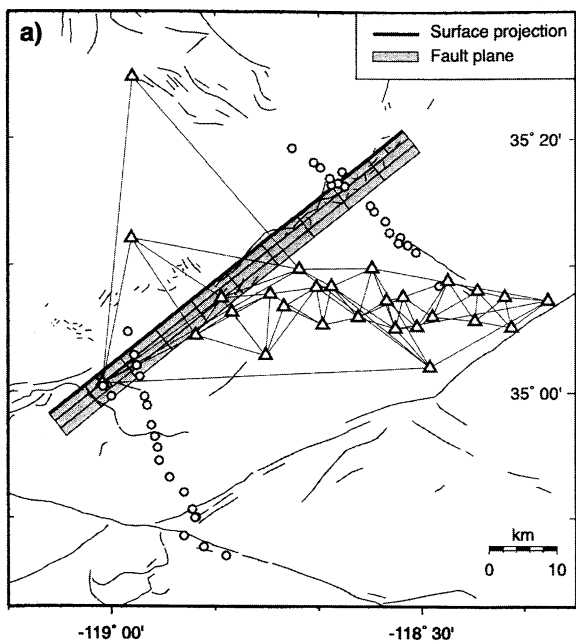 a)
Surface projection
Fault plane
35° 20'
35° 00'
km
0 10
-119° 00' -118° 30'